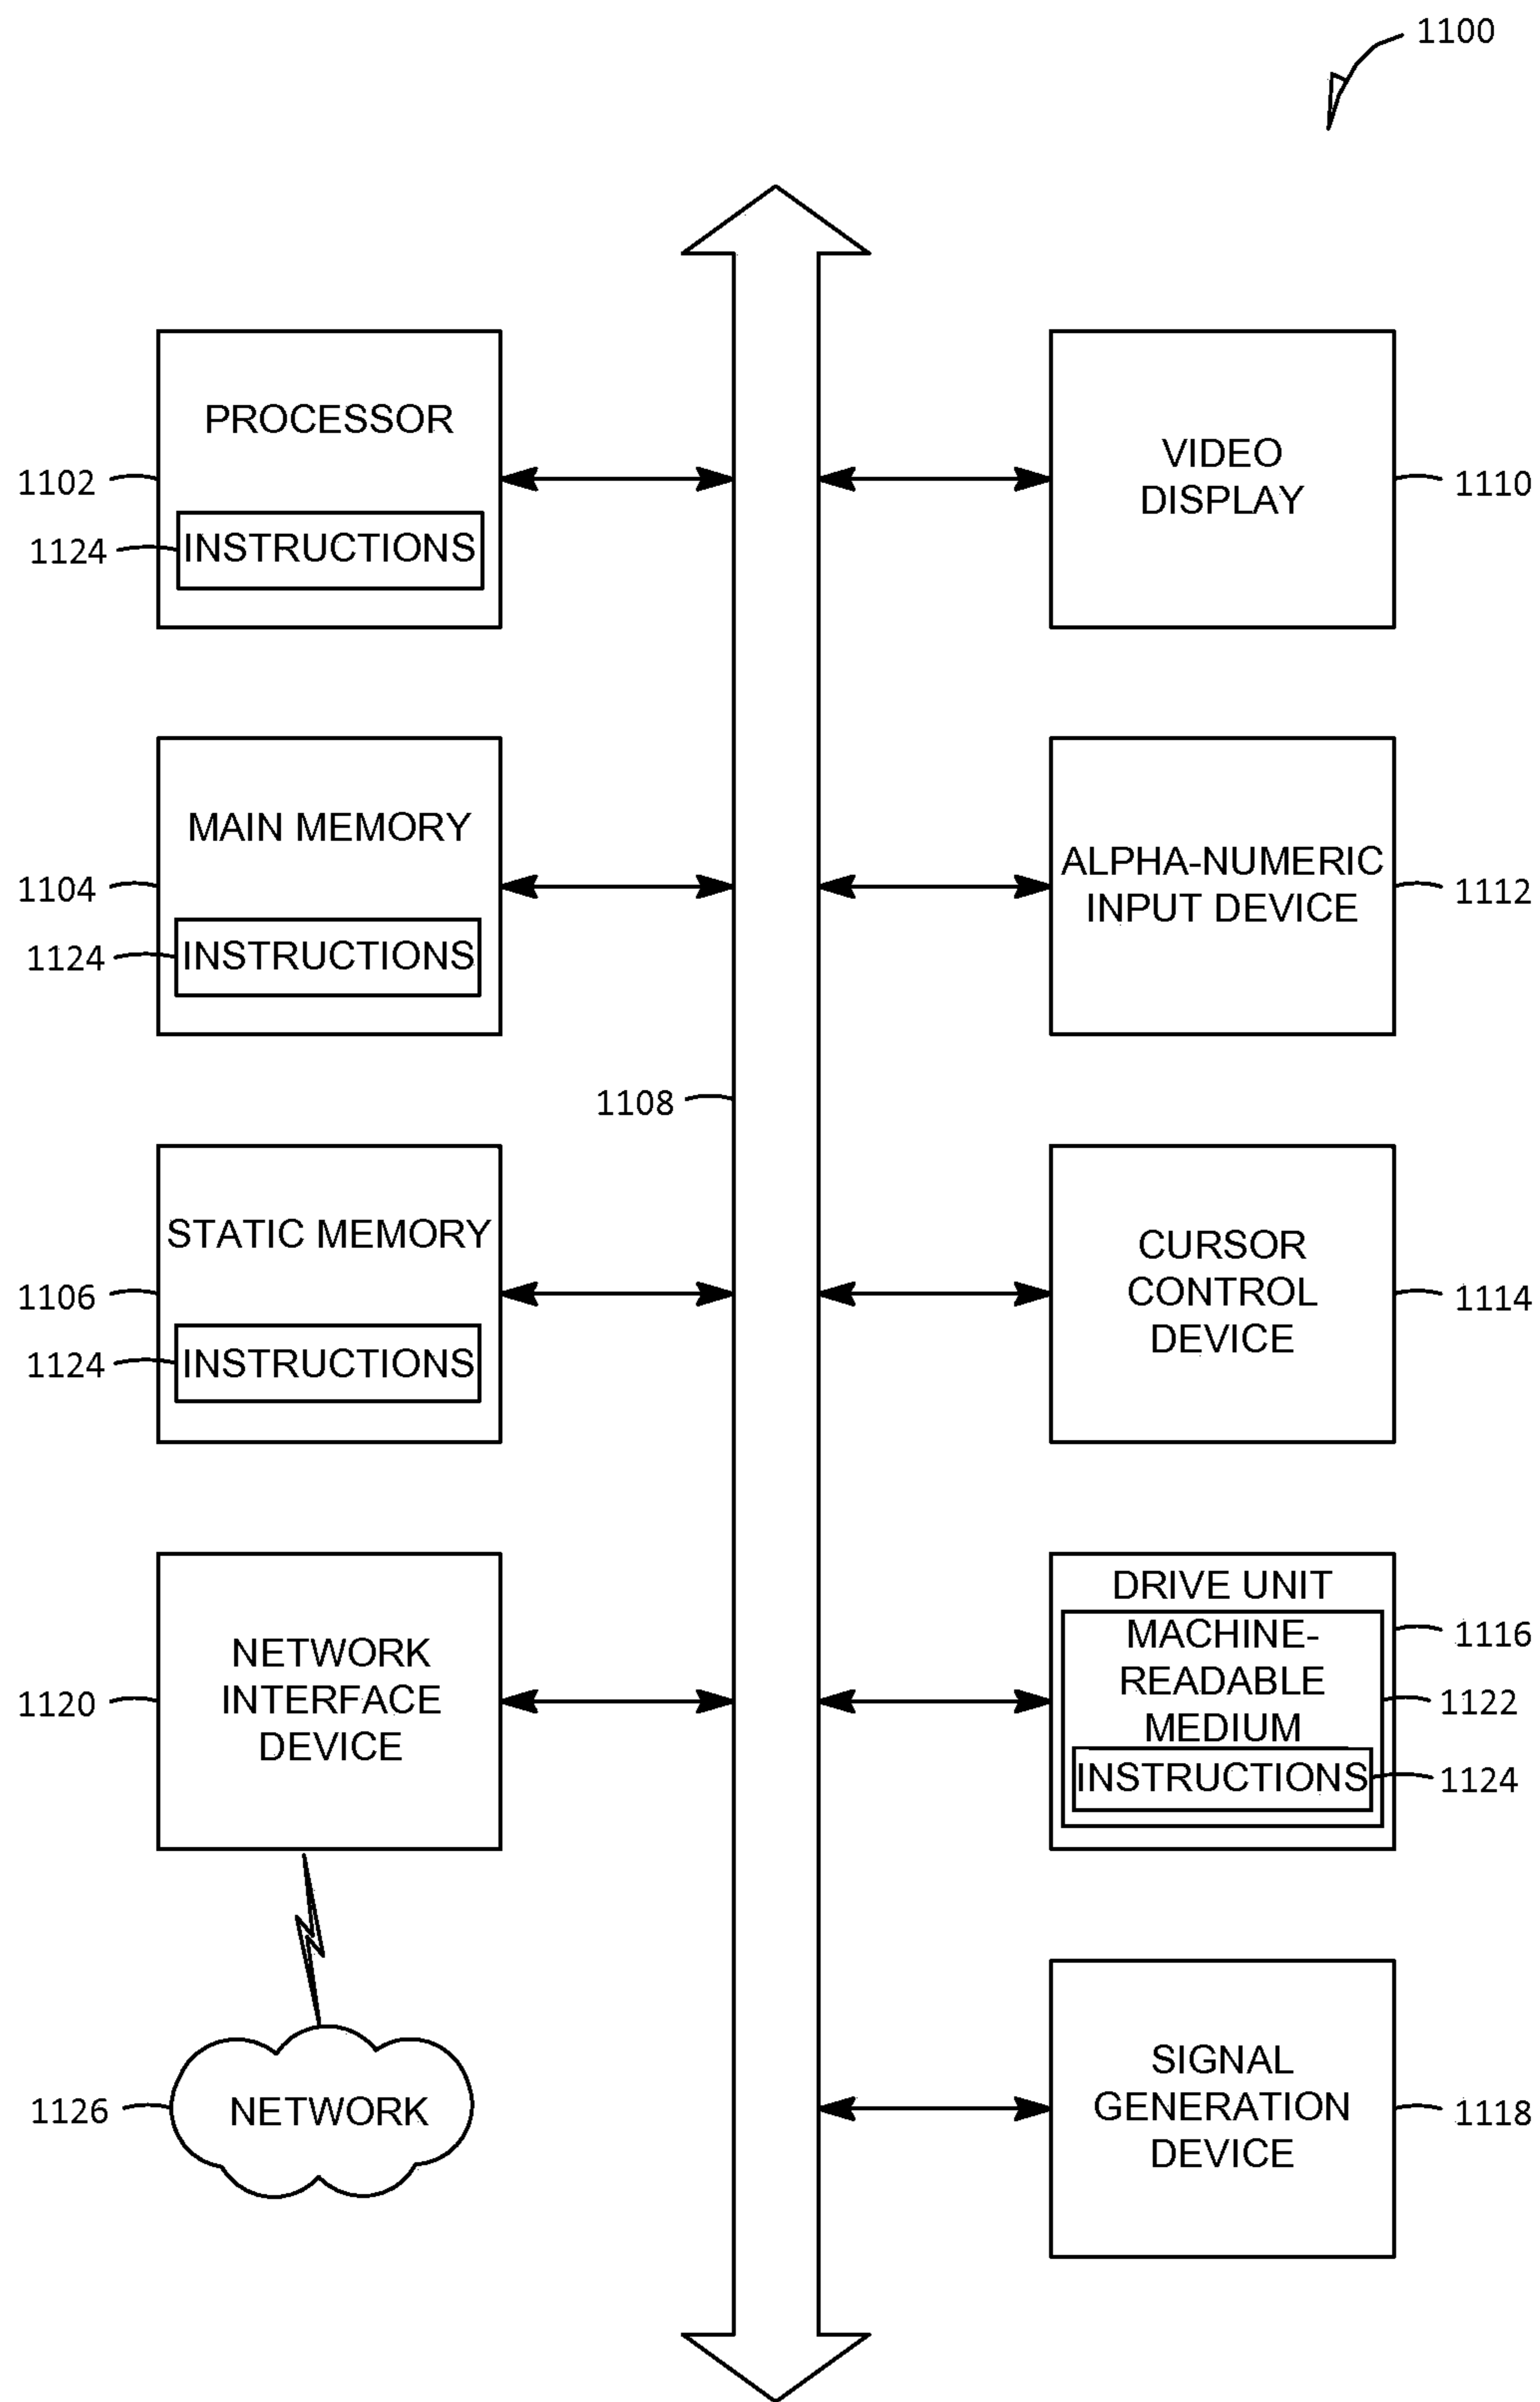 1100
PROCESSOR
1102
1124
INSTRUCTIONS
VIDEO
DISPLAY
1110
MAIN MEMORY
1104
1124
INSTRUCTIONS
ALPHA-NUMERIC
INPUT DEVICE
1112
1108
STATIC MEMORY
1106
1124
INSTRUCTIONS
CURSOR
CONTROL
DEVICE
1114
NETWORK
INTERFACE
DEVICE
1120
DRIVE UNIT
1116
MACHINE-
READABLE
MEDIUM
1122
INSTRUCTIONS
1124
1126
NETWORK
SIGNAL
GENERATION
DEVICE
1118